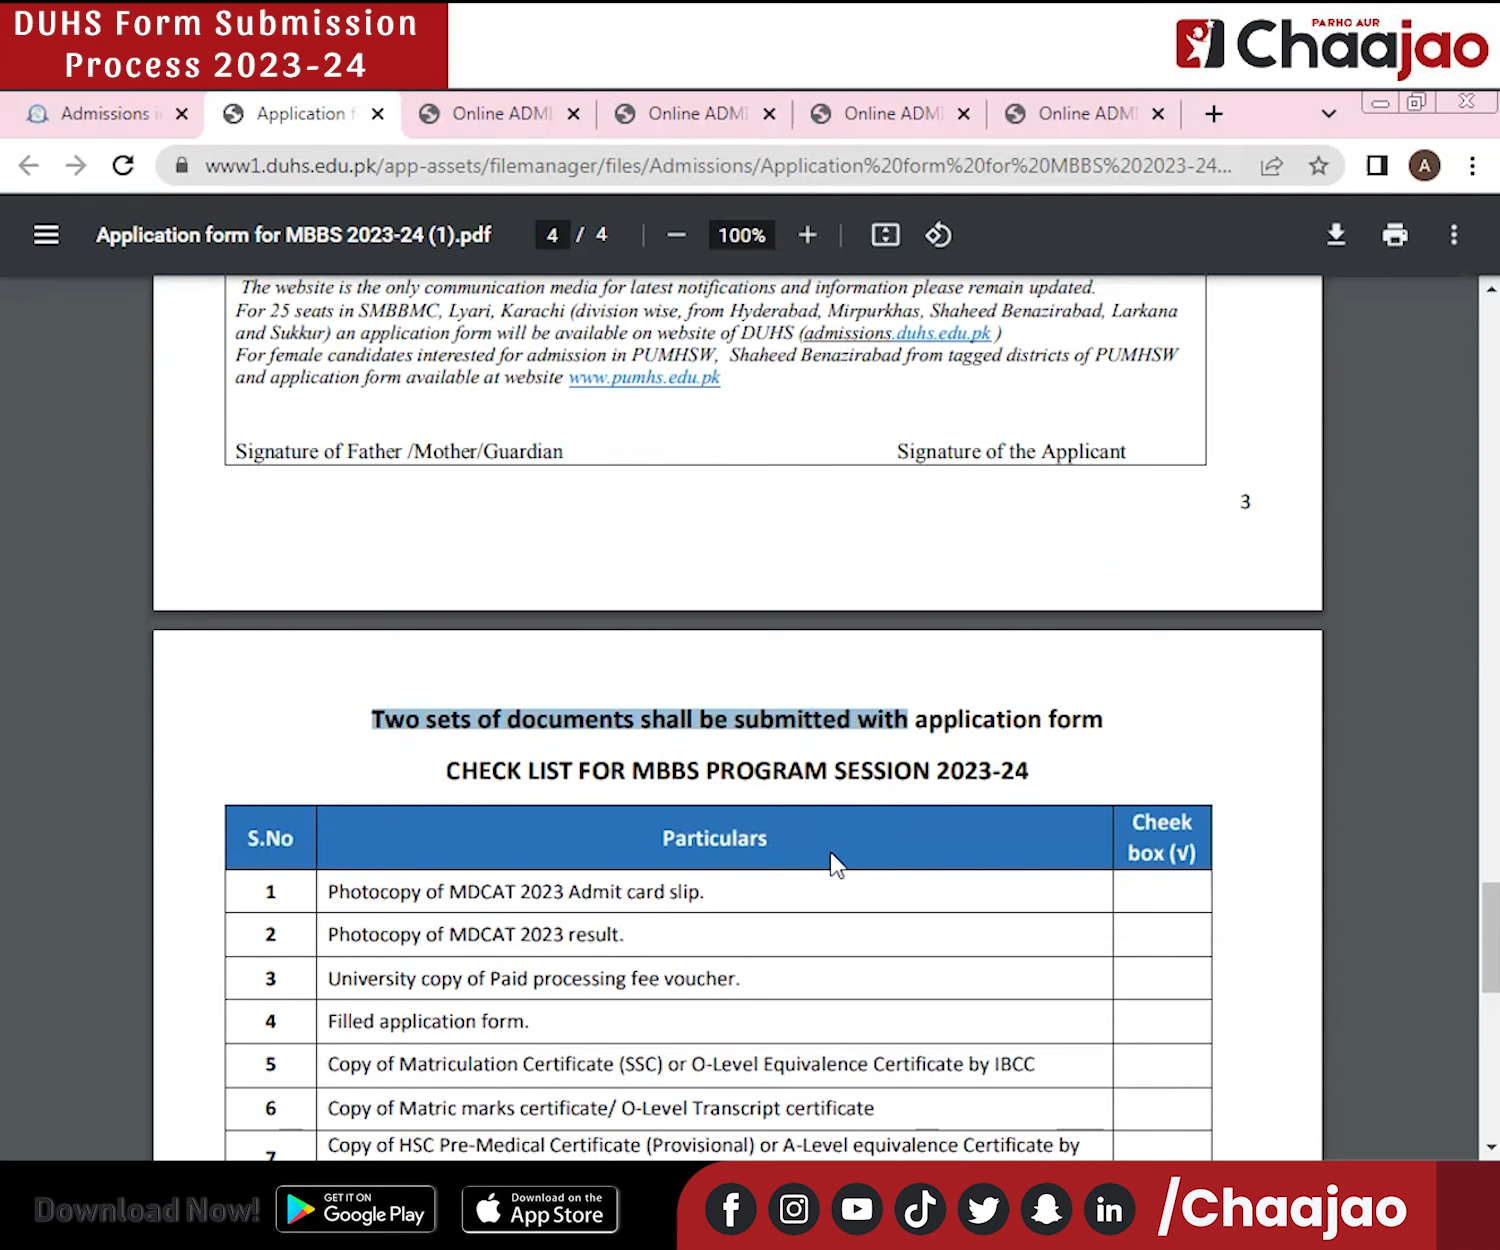 DUHS Form Submission
Process 2023-24
PARHO AUR
Chaajao
Admissions i
Application f
Online ADMI
Online ADMI
Online ADMI
Online ADMI
www1.duhs.edu.pk/app-assets/filemanager/files/Admissions/Application%20form%20for%20MBBS%202023-24...
A
Application form for MBBS 2023-24 (1).pdf
4 / 4
100%
The website is the only communication media for latest notifications and information please remain updated.
For 25 seats in SMBBMC, Lyari, Karachi (division wise, from Hyderabad, Mirpurkhas, Shaheed Benazirabad, Larkana
and Sukkur) an application form will be available on website of DUHS (admissions.duhs.edu.pk )
For female candidates interested for admission in PUMHSW, Shaheed Benazirabad from tagged districts of PUMHSW
and application form available at website www.pumhs.edu.pk
Signature of Father /Mother/Guardian
Signature of the Applicant
3
Two sets of documents shall be submitted with application form
CHECK LIST FOR MBBS PROGRAM SESSION 2023-24
S.No
Particulars
Cheek
box (√)
1 Photocopy of MDCAT 2023 Admit card slip.
2 Photocopy of MDCAT 2023 result.
3 University copy of Paid processing fee voucher.
4 Filled application form.
5 Copy of Matriculation Certificate (SSC) or O-Level Equivalence Certificate by IBCC
6 Copy of Matric marks certificate/ O-Level Transcript certificate
7 Copy of HSC Pre-Medical Certificate (Provisional) or A-Level equivalence Certificate by
Download Now!
GET IT ON
Google Play
Download on the
App Store
/Chaajao